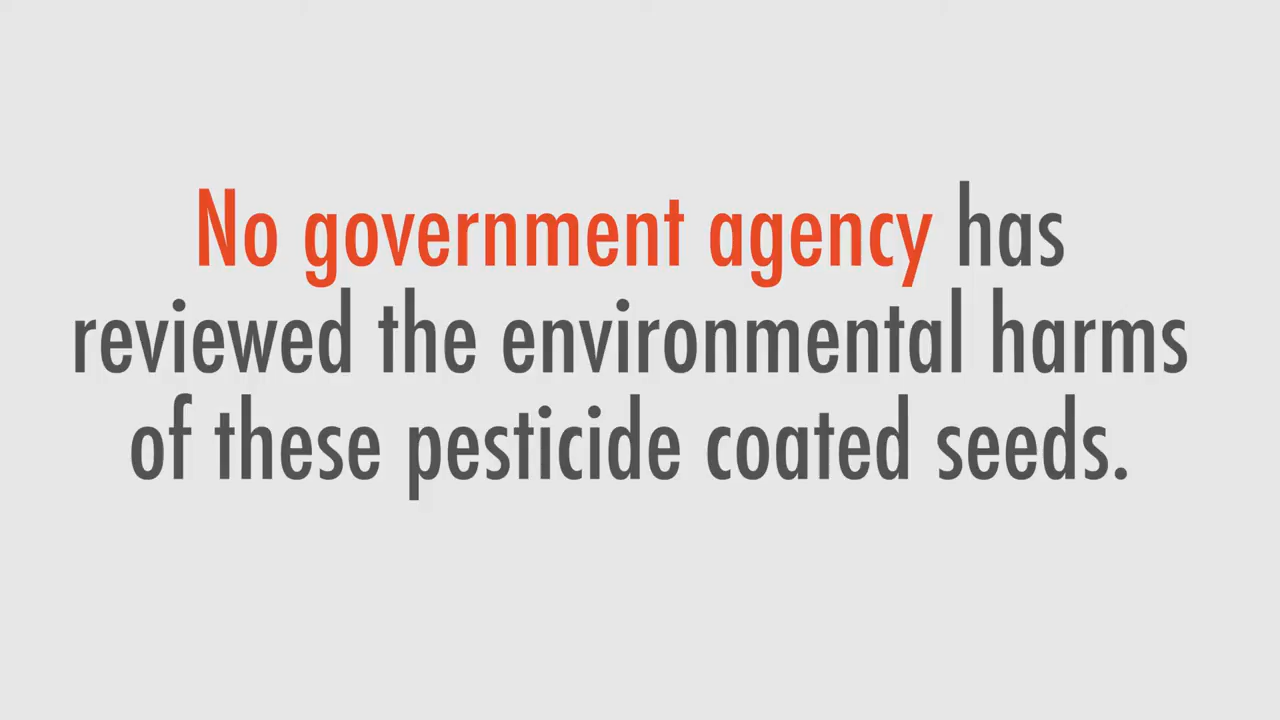 No government agency has
reviewed the environmental harms
of these pesticide coated seeds.